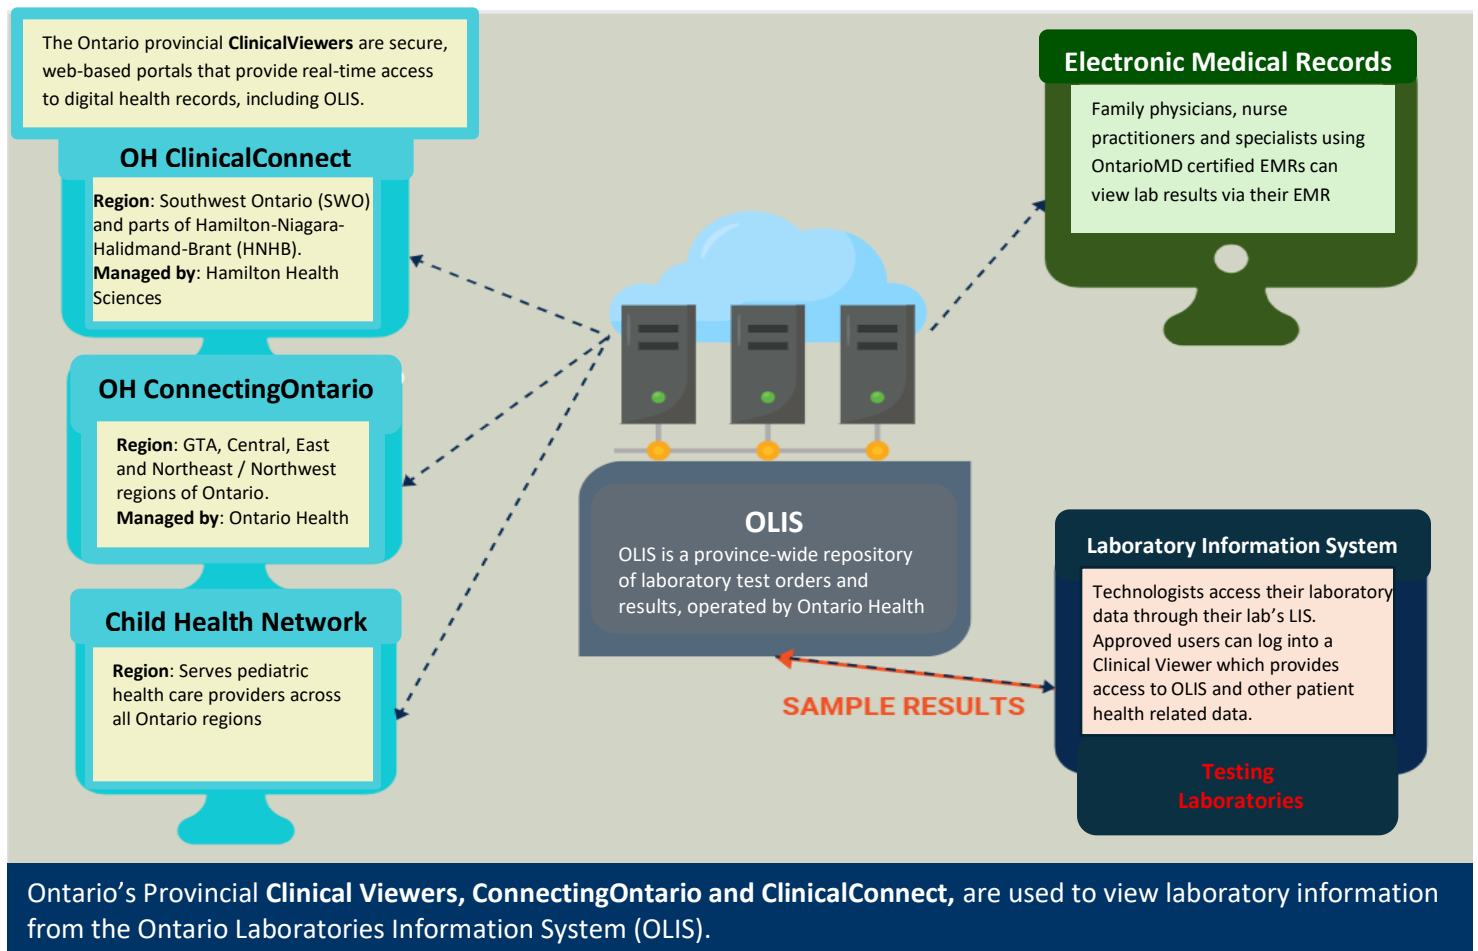 The Ontario provincial ClinicalViewers are secure,
web-based portals that provide real-time access
to digital health records, including OLIS.
OH ClinicalConnect
Region: Southwest Ontario (SWO)
and parts of Hamilton-Niagara-
Halidmand-Brant (HNHB).
Managed by: Hamilton Health
Sciences
OH ConnectingOntario
Region: GTA, Central, East
and Northeast / Northwest
regions of Ontario.
Managed by: Ontario Health
Child Health Network
Region: Serves pediatric
health care providers across
all Ontario regions
OLIS
OLIS is a province-wide repository
of laboratory test orders and
results, operated by Ontario Health
SAMPLE RESULTS
Electronic Medical Records
Family physicians, nurse
practitioners and specialists using
OntarioMD certified EMRs can
view lab results via their EMR
Laboratory Information System
Technologists access their laboratory
data through their lab’s LIS.
Approved users can log into a
Clinical Viewer which provides
access to OLIS and other patient
health related data.
Testing
Laboratories
Ontario’s Provincial Clinical Viewers, ConnectingOntario and ClinicalConnect, are used to view laboratory information
from the Ontario Laboratories Information System (OLIS).